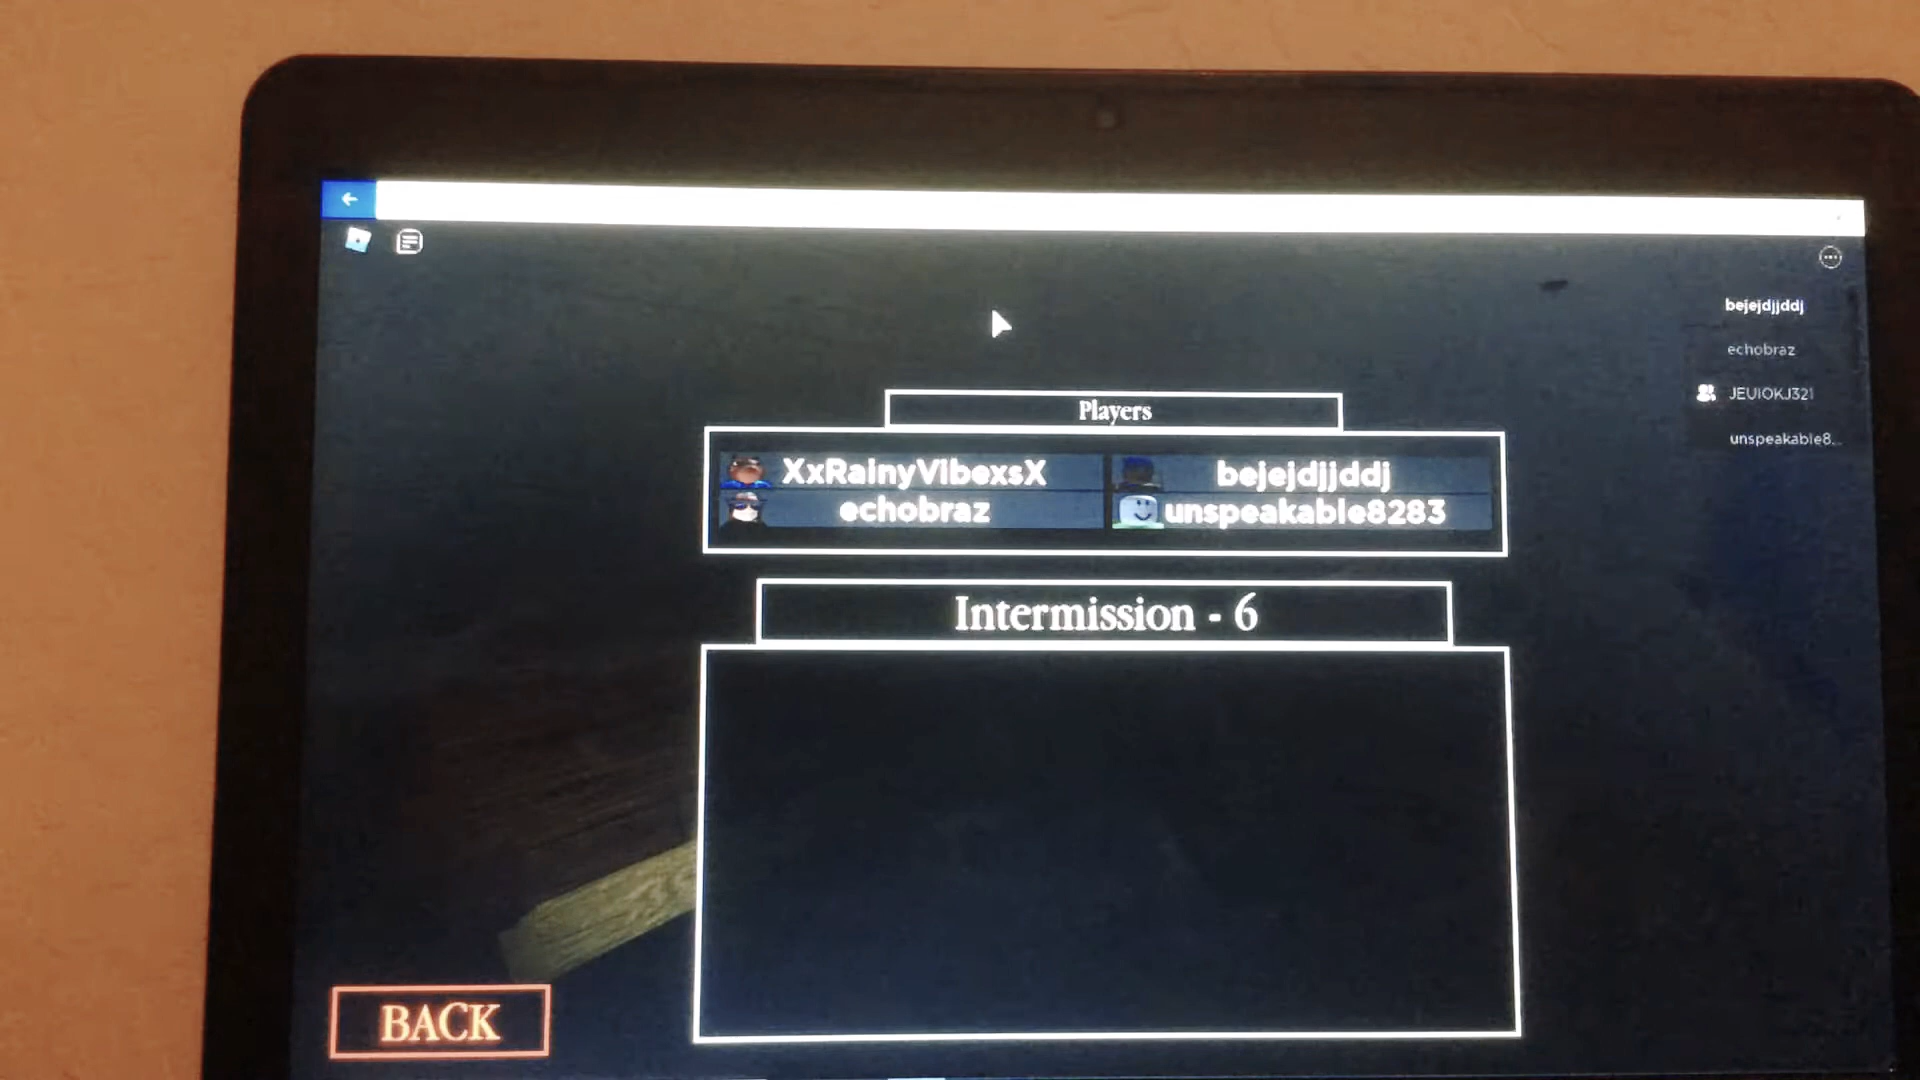 bejejdjjddj
echobraz
JEUIOKJ321
unspeakable8...
Players
XxRainyVibexsX
bejejdjjddj
echobraz
unspeakable8283
Intermission - 6
BACK